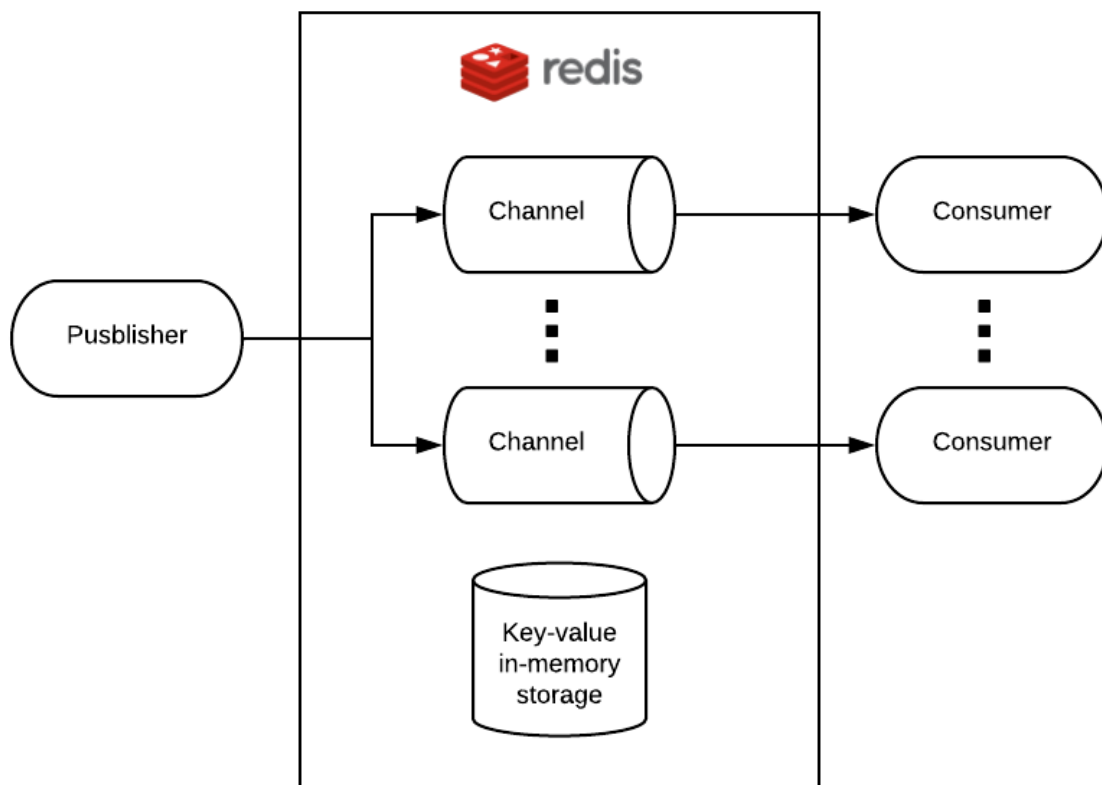 redis
Channel
Consumer
Pusblisher
Channel
Consumer
Key-value
in-memory
storage